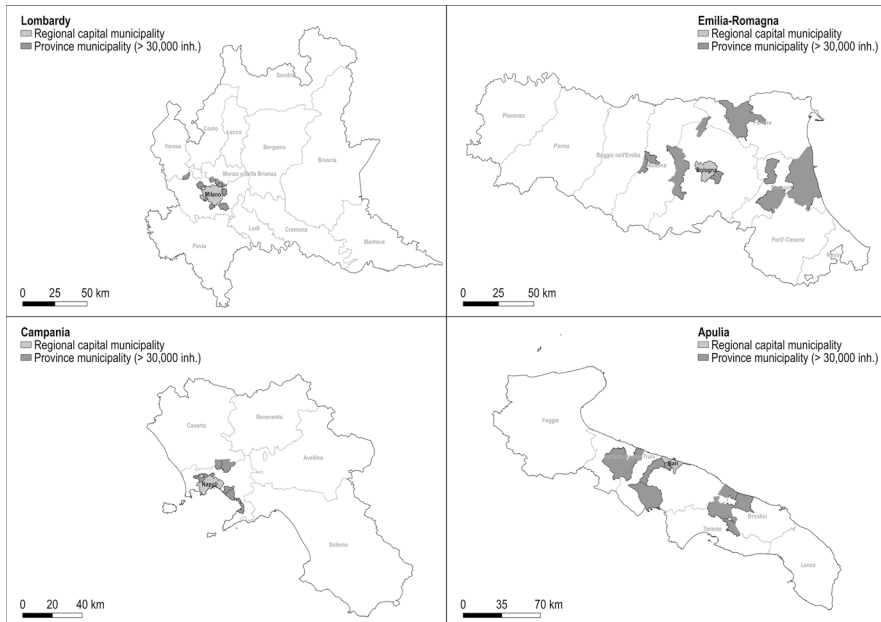 Lombardy
Regional capital municipality
Province municipality (> 30,000 inh.)
Sondrio
Como
Lecco
Varese
Bergamo
Brescia
Monza e della Brianza
Milano
Lodi
Cremona
Pavia
Mantova
0 25 50 km
Emilia-Romagna
Regional capital municipality
Province municipality (> 30,000 inh.)
Piacenza
Parma
Reggio nell'Emilia
Modena
Bologna
Ferrara
Forli'-Cesena
Rimini
0 25 50 km
Campania
Regional capital municipality
Province municipality (> 30,000 inh.)
Caserta
Benevento
Avellino
Napoli
Salerno
0 20 40 km
Apulia
Regional capital municipality
Province municipality (> 30,000 inh.)
Foggia
Trani
Bari
Brindisi
Taranto
Lecce
0 35 70 km